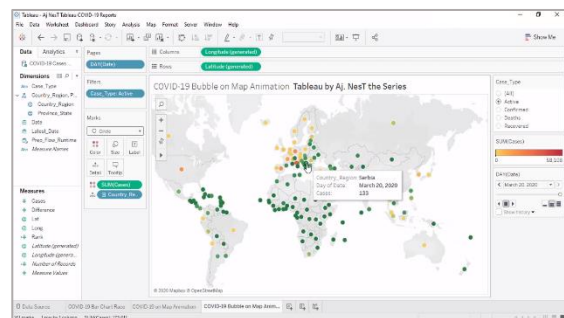 Tableau - Aj NesT Tableau COVID-19 Reports
File Data Worksheet Dashboard Story Analysis Map Format Server Window Help
Show Me
Data Analytics
Pages
Columns Longitude (generated)
COVID-19 Cases
DAY(Date)
Rows Latitude (generated)
Dimensions
Filters
Case_Type: Active
COVID-19 Bubble on Map Animation Tableau by Aj. NesT the Series
Case_Type
Country_Region, P..
Country_Region
Province_State
Date
Latest_Date
Prep_Flow_Runtime
Measure Names
Marks
Color Size Label
Detail Tooltip
SUM(Cases)
Country_Re..
Measures
Cases
Difference
Lat
Long
Rank
Latitude (generated)
Longitude (genera..
Number of Records
Measure Values
Country_Region: Serbia
Day of Date: March 20, 2020
Cases: 133
© 2020 Mapbox © OpenStreetMap
Case_Type
(All)
Active
Confirmed
Deaths
Recovered
SUM(Cases)
0
DAY(Date)
March 20, 2020
Show history
Data Source COVID-19 Bar Chart Race COVID-19 on Map Animation COVID-19 Bubble on Map Anim...